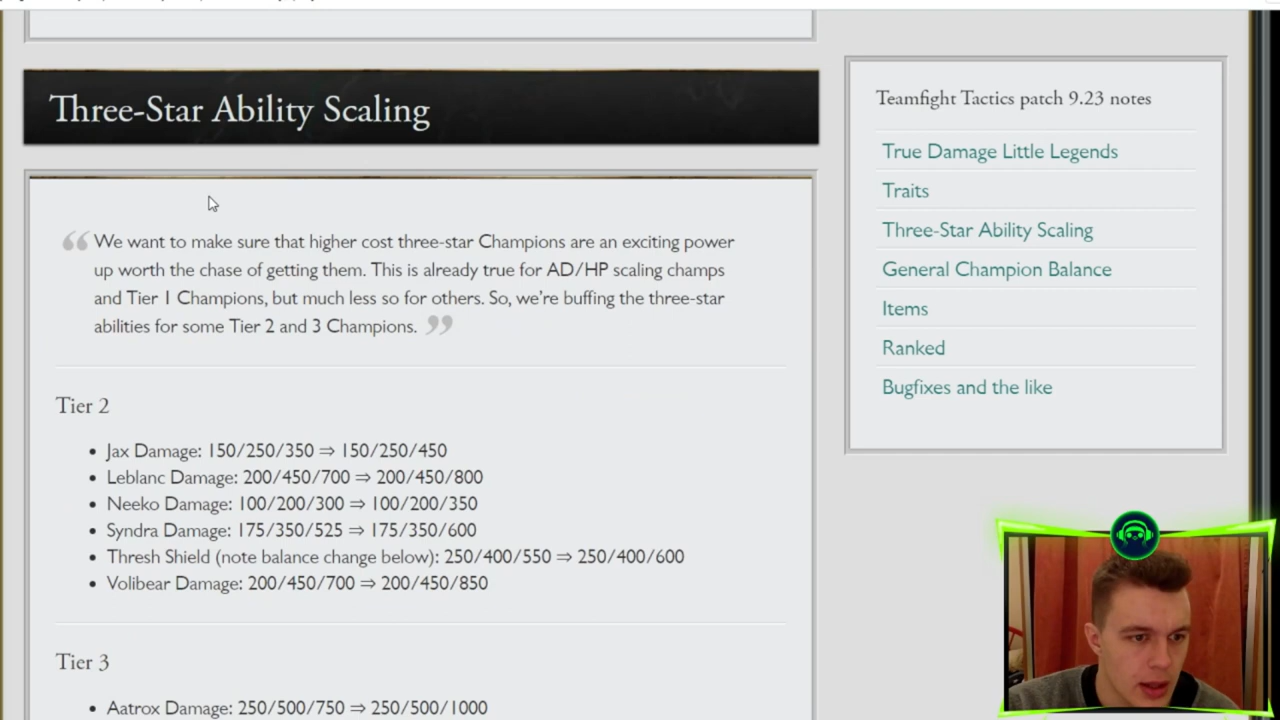 Three-Star Ability Scaling
We want to make sure that higher cost three-star Champions are an exciting power
up worth the chase of getting them. This is already true for AD/HP scaling champs
and Tier 1 Champions, but much less so for others. So, we're buffing the three-star
abilities for some Tier 2 and 3 Champions.
Tier 2
• Jax Damage: 150/250/350 ⇒ 150/250/450
• Leblanc Damage: 200/450/700 ⇒ 200/450/800
• Neeko Damage: 100/200/300 ⇒ 100/200/350
• Syndra Damage: 175/350/525 ⇒ 175/350/600
• Thresh Shield (note balance change below): 250/400/550 ⇒ 250/400/600
• Volibear Damage: 200/450/700 ⇒ 200/450/850
Tier 3
• Aatrox Damage: 250/500/750 ⇒ 250/500/1000
Teamfight Tactics patch 9.23 notes
True Damage Little Legends
Traits
Three-Star Ability Scaling
General Champion Balance
Items
Ranked
Bugfixes and the like